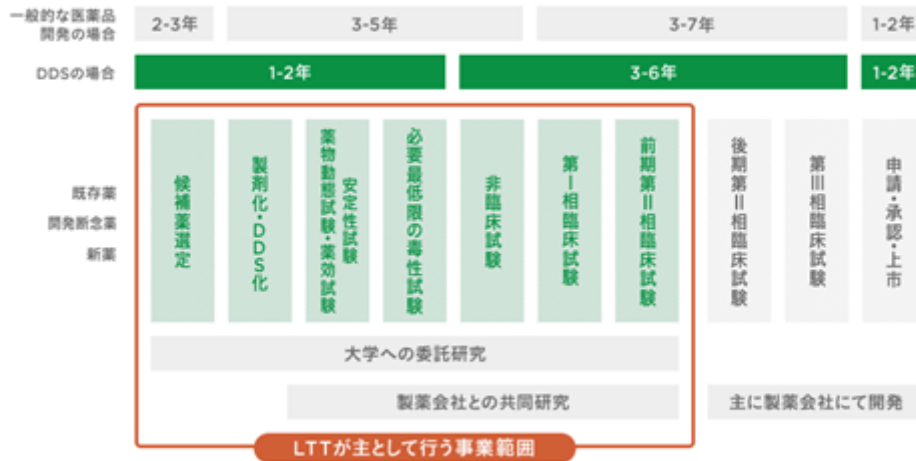 一般的な医薬品
開発の場合
2-3年
3-5年
3-7年
1-2年
DDSの場合
1-2年
3-6年
1-2年
既存薬
開発断念薬
新薬
候補薬選定
製剤化・DDS化
安定性試験
薬物動態試験・薬効試験
必要最低限の毒性試験
非臨床試験
第Ⅰ相臨床試験
前期第Ⅱ相臨床試験
後期第Ⅱ相臨床試験
第Ⅲ相臨床試験
申請・承認・上市
大学への委託研究
製薬会社との共同研究
主に製薬会社にて開発
LTTが主として行う事業範囲